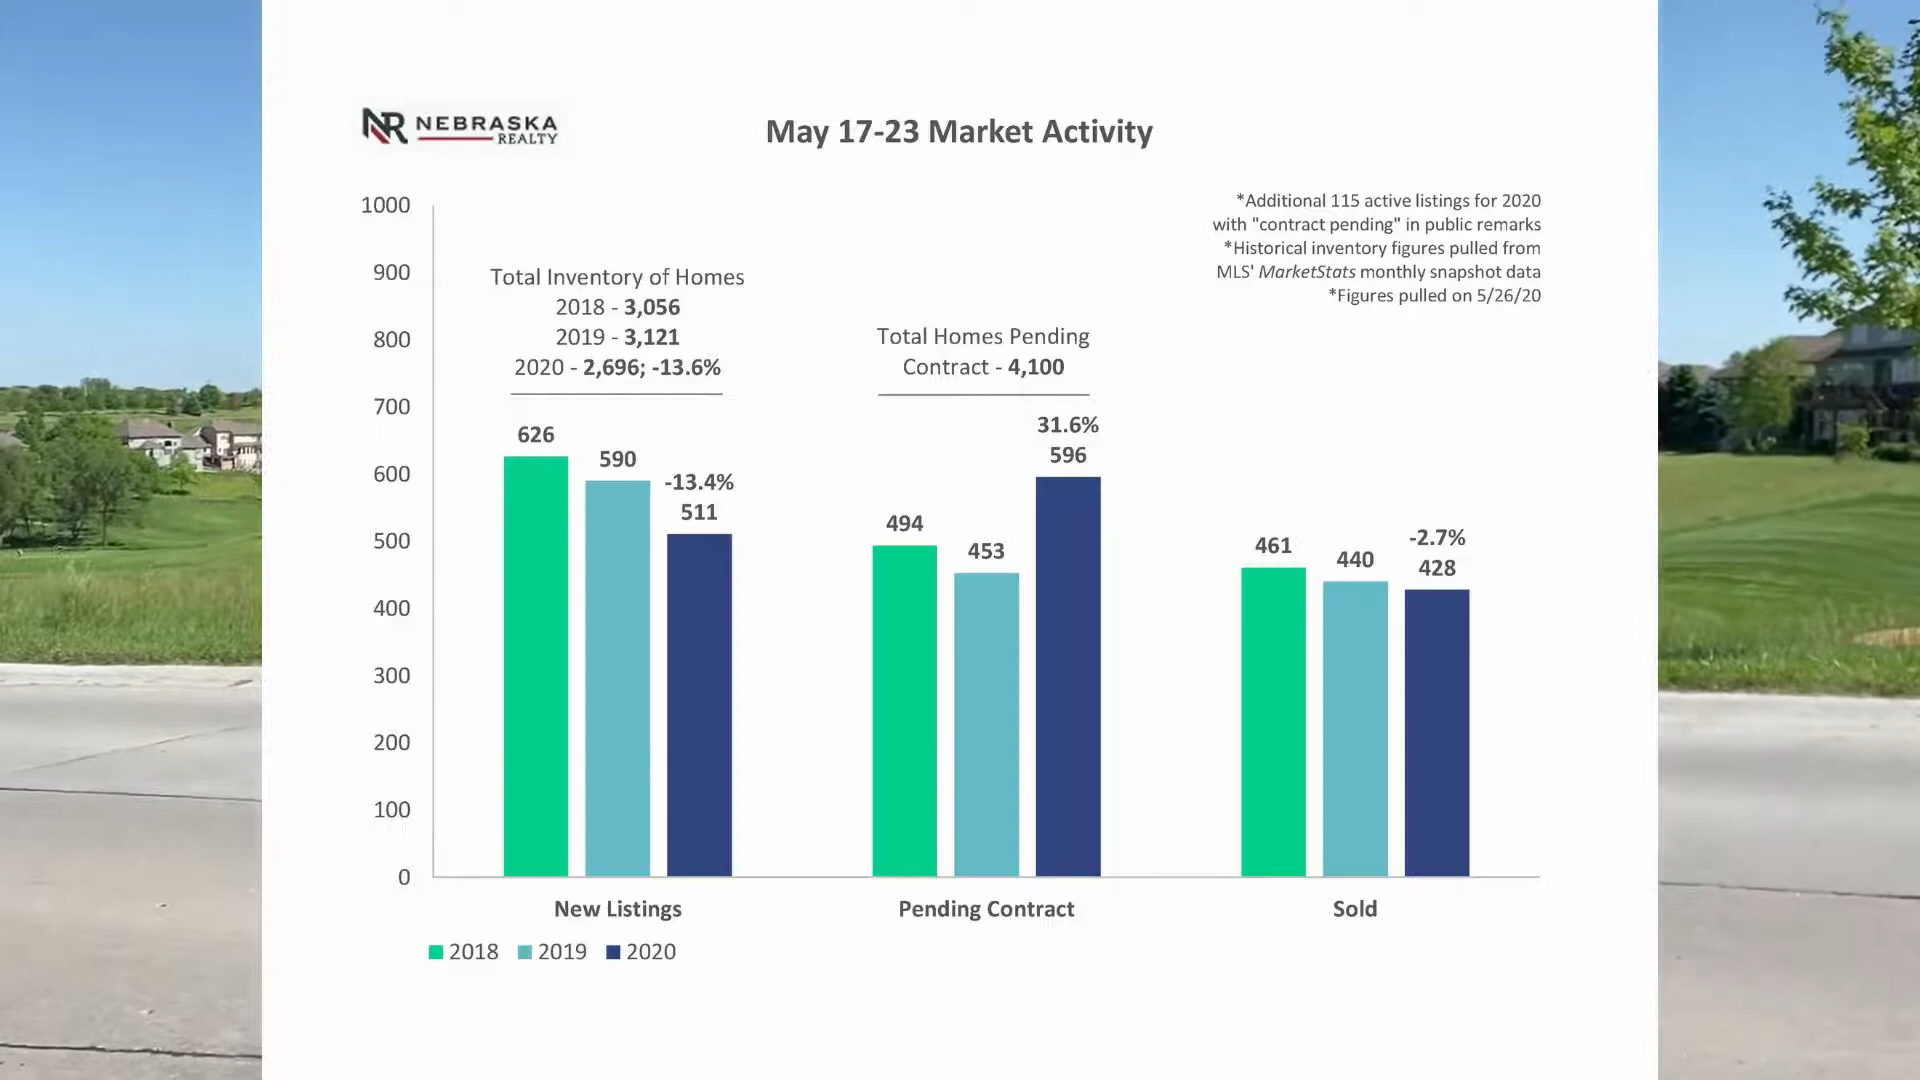 NR NEBRASKA
REALTY
May 17-23 Market Activity
*Additional 115 active listings for 2020
with "contract pending" in public remarks
*Historical inventory figures pulled from
MLS' MarketStats monthly snapshot data
*Figures pulled on 5/26/20
1000
900
800
700
600
500
400
300
200
100
0
Total Inventory of Homes
2018 - 3,056
2019 - 3,121
2020 - 2,696; -13.6%
626
590
-13.4%
511
New Listings
Total Homes Pending
Contract - 4,100
494
453
31.6%
596
Pending Contract
461
440
-2.7%
428
Sold
2018 2019 2020